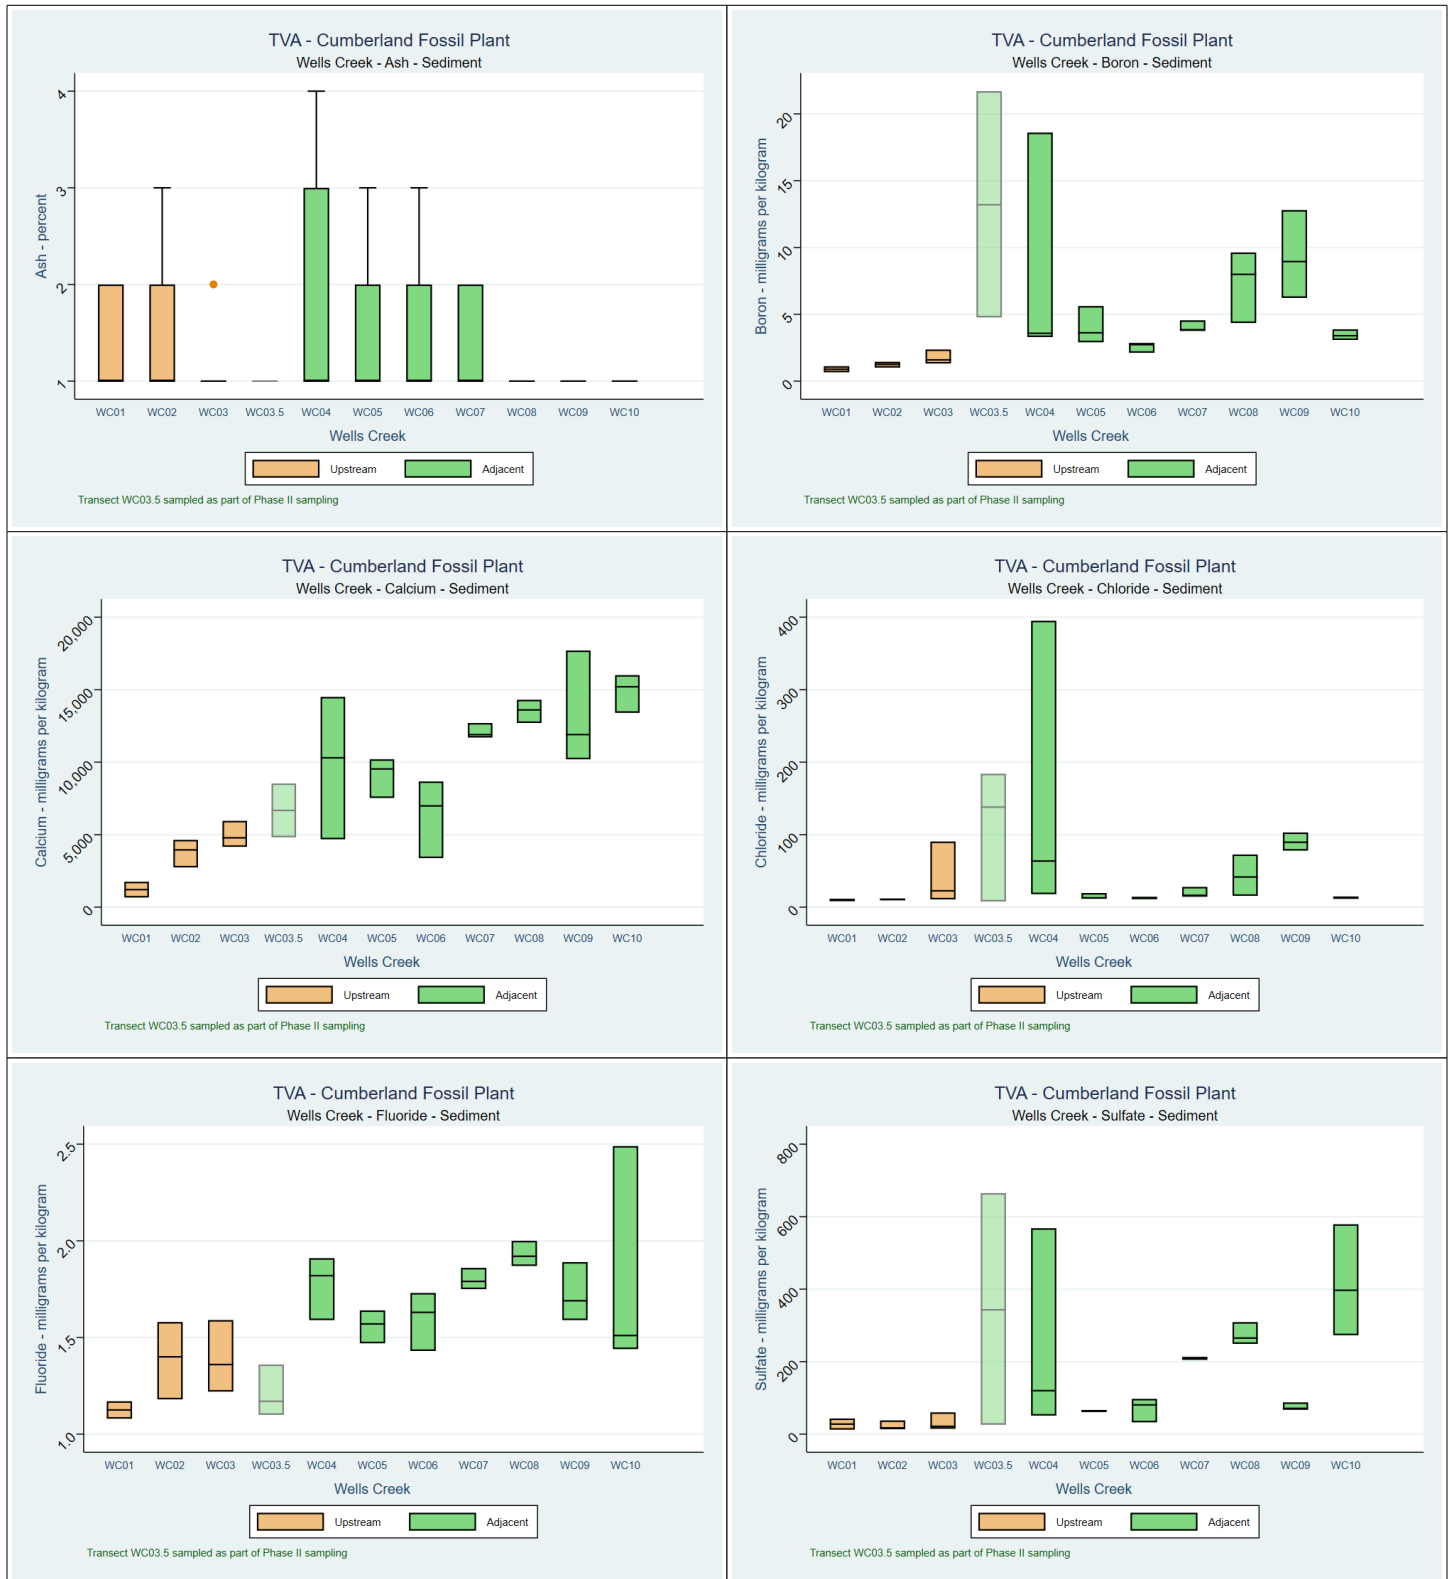 TVA - Cumberland Fossil Plant
Wells Creek - Ash - Sediment
Ash - percent
4
3
2
1
WC01 WC02 WC03 WC03.5 WC04 WC05 WC06 WC07 WC08 WC09 WC10
Wells Creek
Upstream Adjacent
Transect WC03.5 sampled as part of Phase II sampling
TVA - Cumberland Fossil Plant
Wells Creek - Boron - Sediment
Boron - milligrams per kilogram
20
15
10
5
0
WC01 WC02 WC03 WC03.5 WC04 WC05 WC06 WC07 WC08 WC09 WC10
Wells Creek
Upstream Adjacent
Transect WC03.5 sampled as part of Phase II sampling
TVA - Cumberland Fossil Plant
Wells Creek - Calcium - Sediment
Calcium - milligrams per kilogram
20,000
15,000
10,000
5,000
0
WC01 WC02 WC03 WC03.5 WC04 WC05 WC06 WC07 WC08 WC09 WC10
Wells Creek
Upstream Adjacent
Transect WC03.5 sampled as part of Phase II sampling
TVA - Cumberland Fossil Plant
Wells Creek - Chloride - Sediment
Chloride - milligrams per kilogram
400
300
200
100
0
WC01 WC02 WC03 WC03.5 WC04 WC05 WC06 WC07 WC08 WC09 WC10
Wells Creek
Upstream Adjacent
Transect WC03.5 sampled as part of Phase II sampling
TVA - Cumberland Fossil Plant
Wells Creek - Fluoride - Sediment
Fluoride - milligrams per kilogram
2.5
2.0
1.5
1.0
WC01 WC02 WC03 WC03.5 WC04 WC05 WC06 WC07 WC08 WC09 WC10
Wells Creek
Upstream Adjacent
Transect WC03.5 sampled as part of Phase II sampling
TVA - Cumberland Fossil Plant
Wells Creek - Sulfate - Sediment
Sulfate - milligrams per kilogram
800
600
400
200
0
WC01 WC02 WC03 WC03.5 WC04 WC05 WC06 WC07 WC08 WC09 WC10
Wells Creek
Upstream Adjacent
Transect WC03.5 sampled as part of Phase II sampling